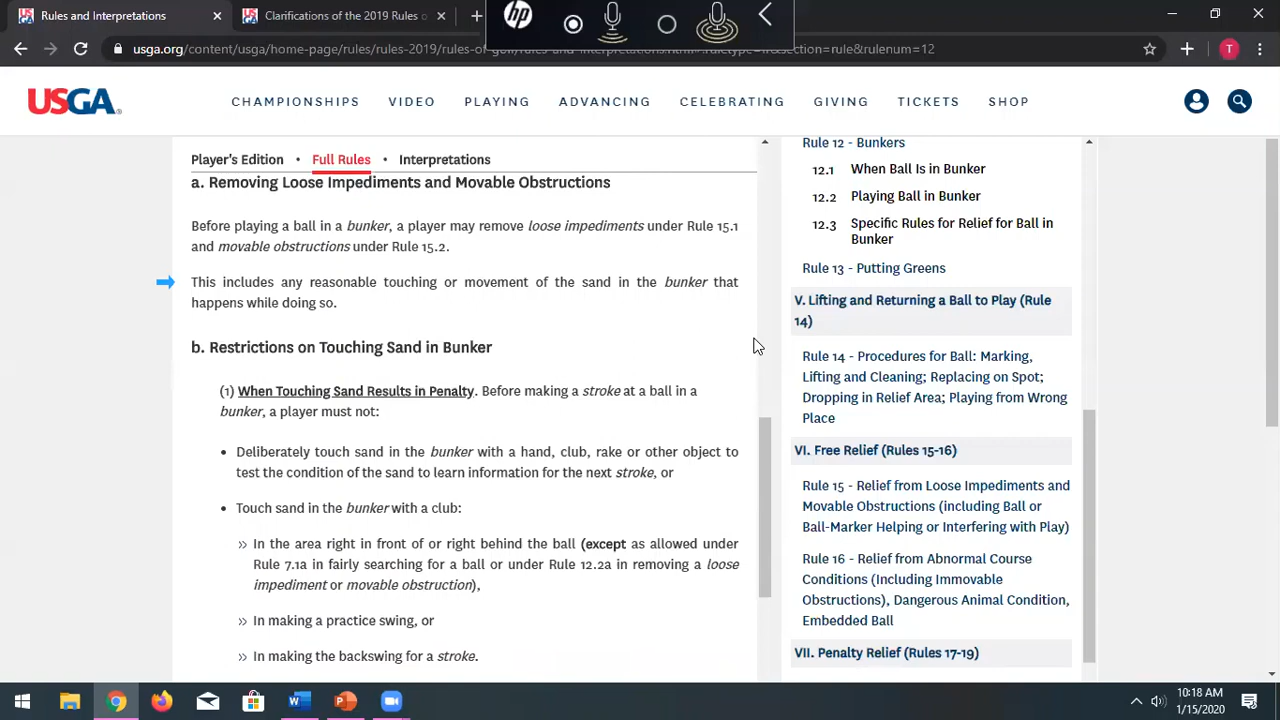 Rules and Interpretations
Clarifications of the 2019 Rules o
hp
usga.org/content/usga/home-page/rules/rules-2019/rules-of-golf/rules-and-interpretations.html#!ruletype=fr&section=rule&rulenum=12
T
USGA
CHAMPIONSHIPS VIDEO PLAYING ADVANCING CELEBRATING GIVING TICKETS SHOP
Player's Edition • Full Rules • Interpretations
a. Removing Loose Impediments and Movable Obstructions
Before playing a ball in a bunker, a player may remove loose impediments under Rule 15.1
and movable obstructions under Rule 15.2.
This includes any reasonable touching or movement of the sand in the bunker that
happens while doing so.
b. Restrictions on Touching Sand in Bunker
(1) When Touching Sand Results in Penalty. Before making a stroke at a ball in a
bunker, a player must not:
• Deliberately touch sand in the bunker with a hand, club, rake or other object to
test the condition of the sand to learn information for the next stroke, or
• Touch sand in the bunker with a club:
» In the area right in front of or right behind the ball (except as allowed under
Rule 7.1a in fairly searching for a ball or under Rule 12.2a in removing a loose
impediment or movable obstruction),
» In making a practice swing, or
» In making the backswing for a stroke.
Rule 12 - Bunkers
12.1 When Ball Is in Bunker
12.2 Playing Ball in Bunker
12.3 Specific Rules for Relief for Ball in
Bunker
Rule 13 - Putting Greens
V. Lifting and Returning a Ball to Play (Rule
14)
Rule 14 - Procedures for Ball: Marking,
Lifting and Cleaning; Replacing on Spot;
Dropping in Relief Area; Playing from Wrong
Place
VI. Free Relief (Rules 15-16)
Rule 15 - Relief from Loose Impediments and
Movable Obstructions (including Ball or
Ball-Marker Helping or Interfering with Play)
Rule 16 - Relief from Abnormal Course
Conditions (Including Immovable
Obstructions), Dangerous Animal Condition,
Embedded Ball
VII. Penalty Relief (Rules 17-19)
10:18 AM
1/15/2020